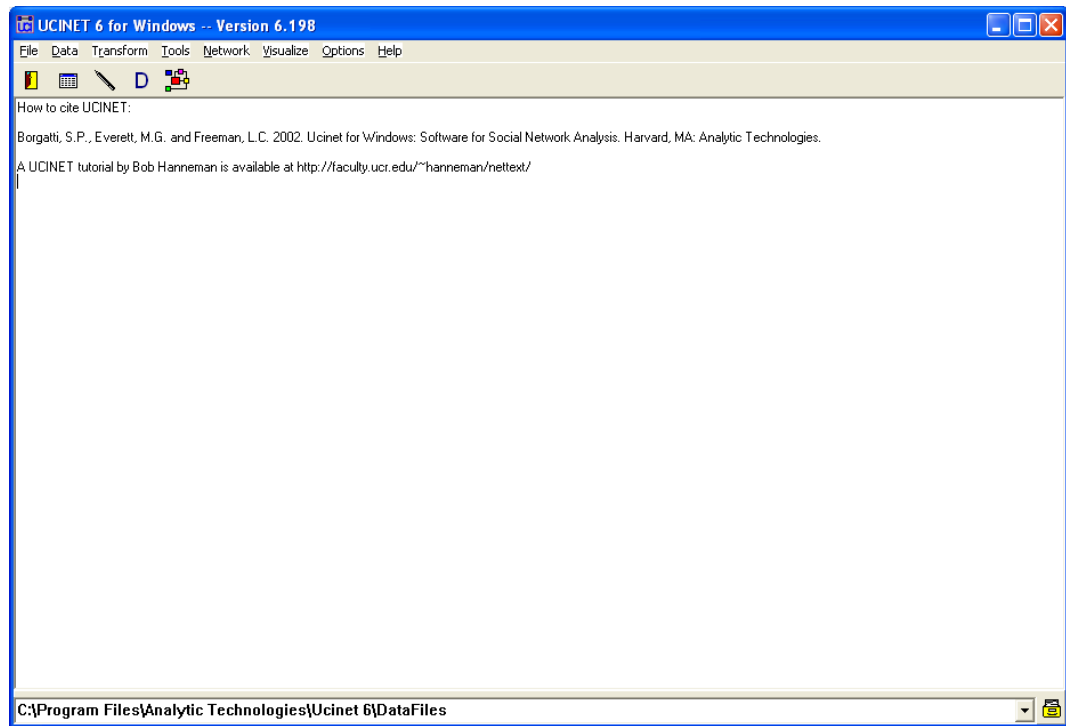 UCINET 6 for Windows -- Version 6.198
File Data Transform Tools Network Visualize Options Help
D
How to cite UCINET:
Borgatti, S.P., Everett, M.G. and Freeman, L.C. 2002. Ucinet for Windows: Software for Social Network Analysis. Harvard, MA: Analytic Technologies.
A UCINET tutorial by Bob Hanneman is available at http://faculty.ucr.edu/~hanneman/nettext/
C:\Program Files\Analytic Technologies\Ucinet 6\DataFiles